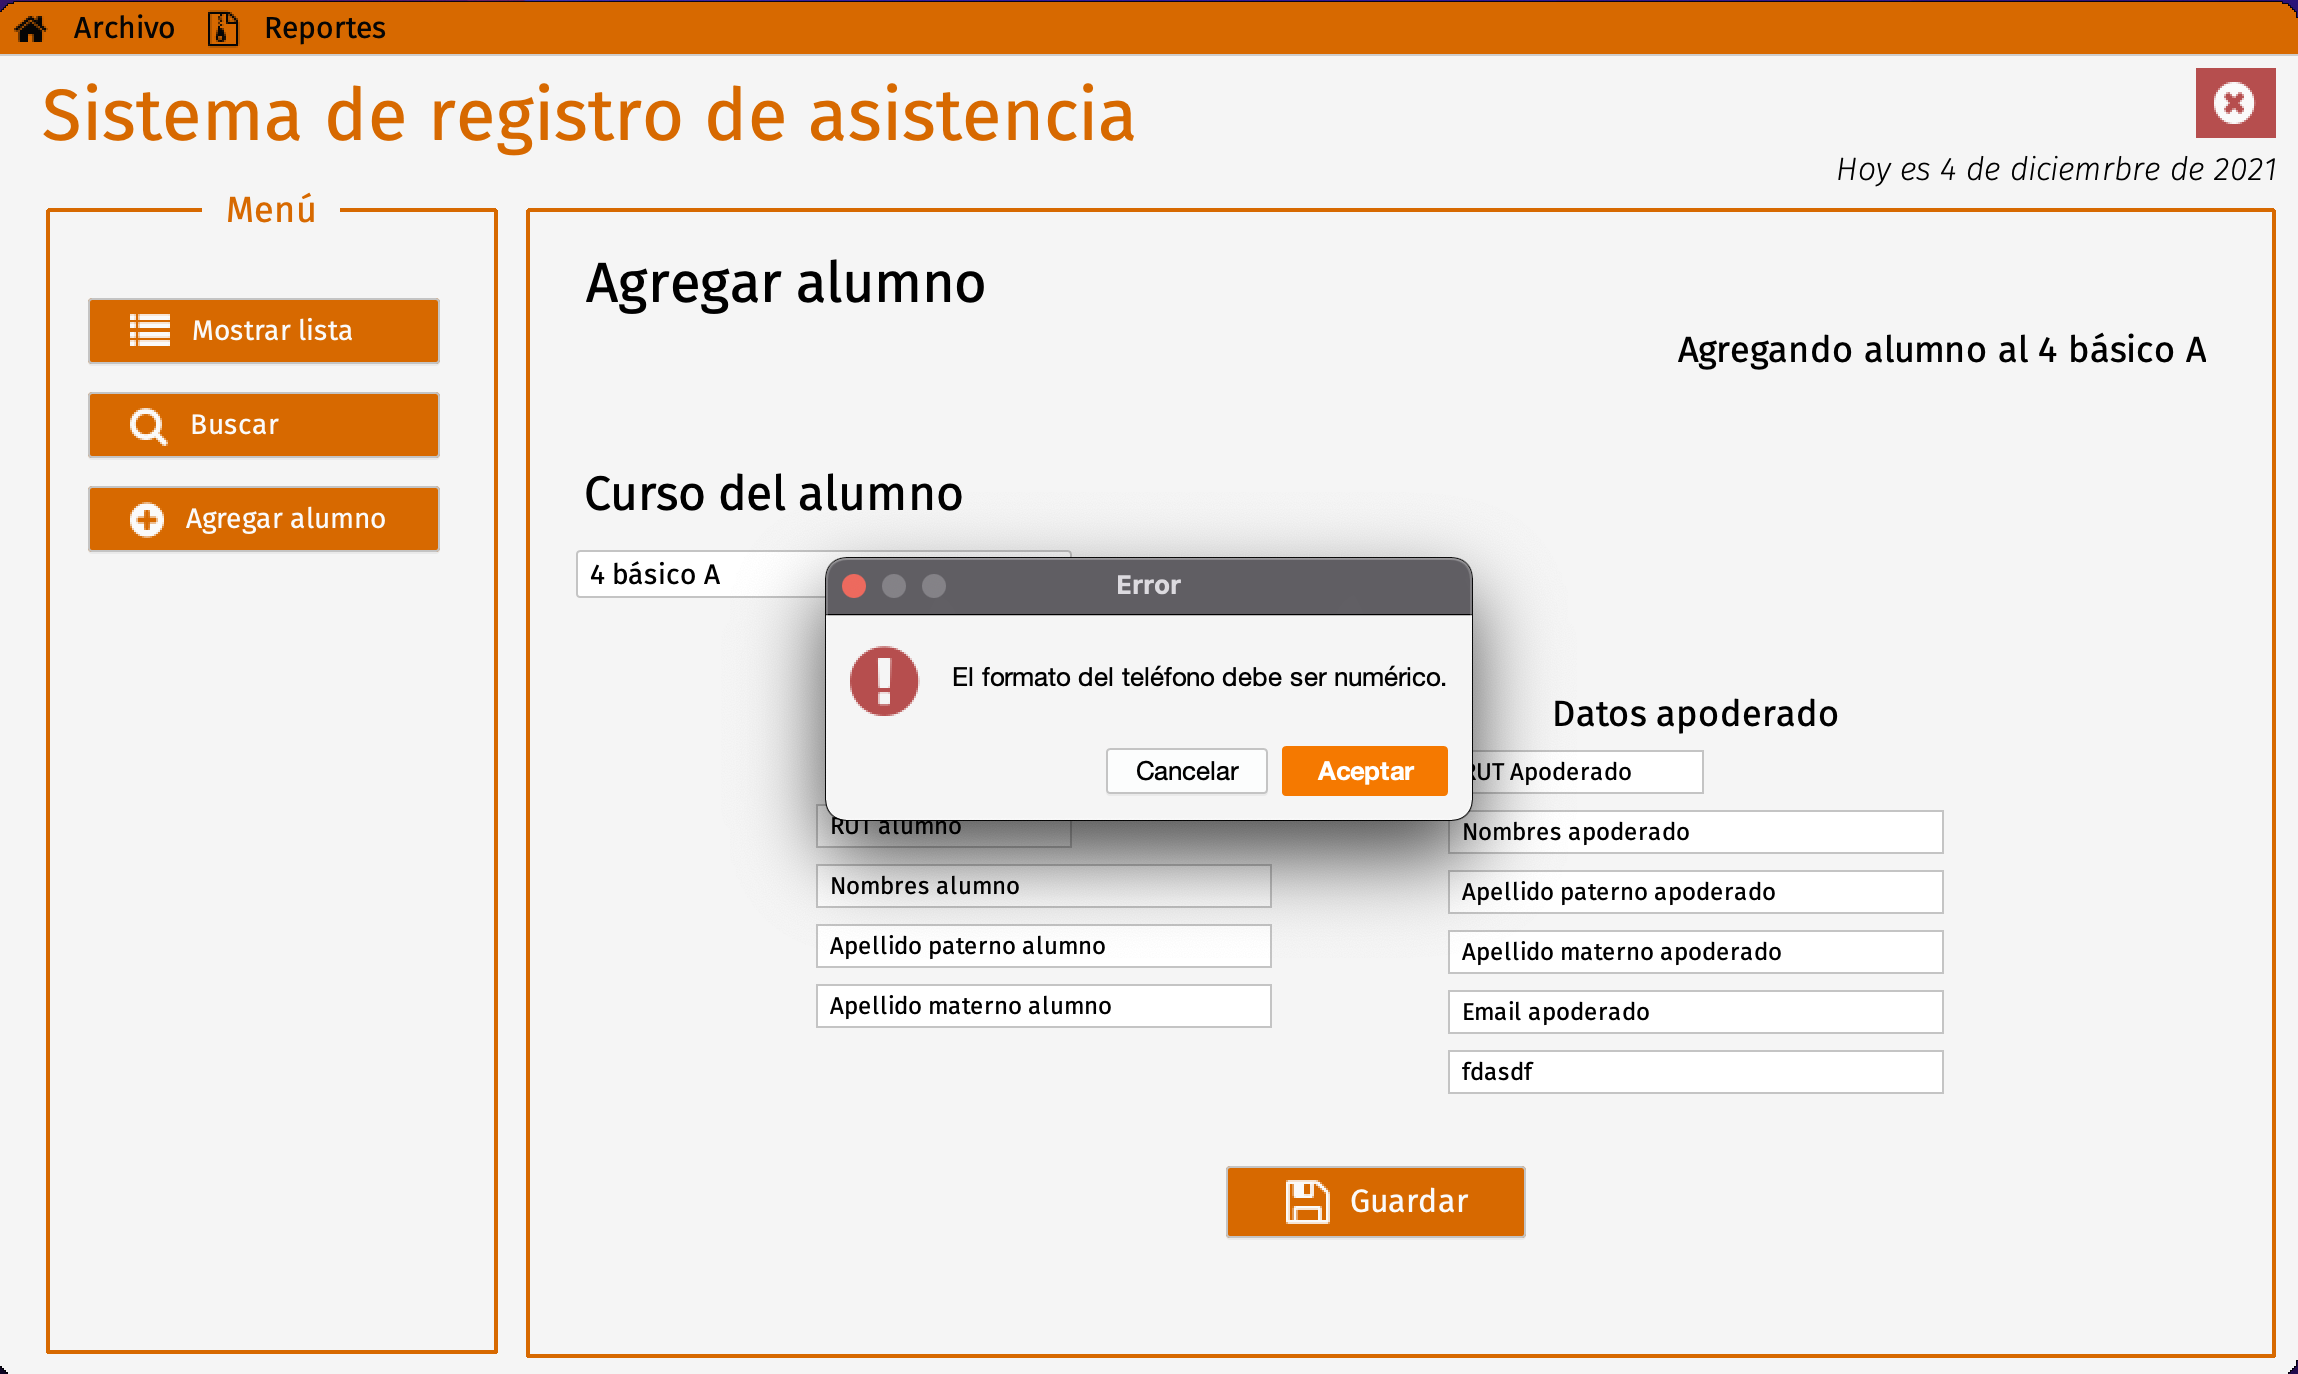 Archivo
Reportes
Sistema de registro de asistencia
Hoy es 4 de diciemrbre de 2021
Menú
Mostrar lista
Buscar
Agregar alumno
Agregar alumno
Agregando alumno al 4 básico A
Curso del alumno
4 básico A
Error
El formato del teléfono debe ser numérico.
Cancelar
Aceptar
RUT alumno
Nombres alumno
Apellido paterno alumno
Apellido materno alumno
Datos apoderado
RUT Apoderado
Nombres apoderado
Apellido paterno apoderado
Apellido materno apoderado
Email apoderado
fdasdf
Guardar